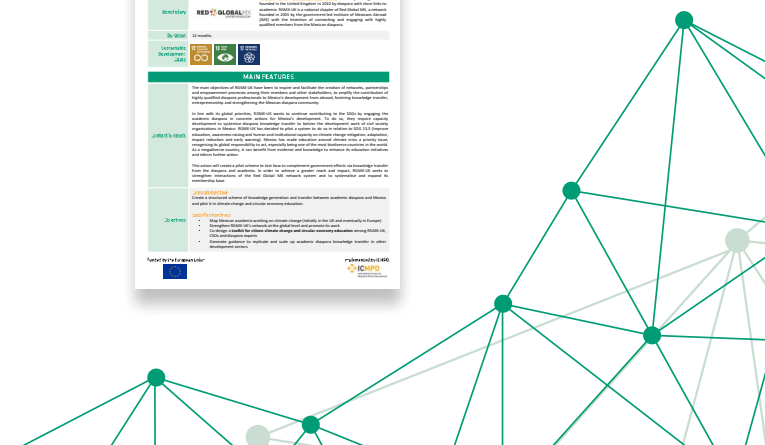 founded in the United Kingdom in 2010 by diaspora with close links to
academia. RGMX-UK is a national chapter of Red Global MX, a network
founded in 2005 by the government-led Institute of Mexicans Abroad
(IME) with the intention of connecting and engaging with highly
qualified members from the Mexican diaspora.
Beneficiary
RED GLOBALMX
Duration
12 months
Sustainable
Development
Goals
MAIN FEATURES
The main objectives of RGMX-UK have been to inspire and facilitate the creation of networks, partnerships
and empowerment processes among their members and other stakeholders, to amplify the contribution of
highly qualified diaspora professionals to Mexico's development from abroad, fostering knowledge transfer,
entrepreneurship and strengthening the Mexican diaspora community.
In line with its global priorities, RGMX-UK wants to continue contributing to the SDGs by engaging the
academic diaspora in concrete actions for Mexico's development. To do so, they require capacity
development to systemise diaspora knowledge transfer to bolster the development work of civil society
organisations in Mexico. RGMX-UK has decided to pilot a system to do so in relation to SDG 13.3 (Improve
education, awareness-raising and human and institutional capacity on climate change mitigation, adaptation,
impact reduction and early warning). Mexico has made education around climate crisis a priority issue,
recognising its global responsibility to act, especially being one of the most biodiverse countries in the world.
As a megadiverse country, it can benefit from evidence and knowledge to enhance its education initiatives
and inform further action.
Context & needs
This action will create a pilot scheme to test how to complement government efforts via knowledge transfer
from the diaspora and academia. In order to achieve a greater reach and impact, RGMX-UK seeks to
strengthen interactions of the Red Global MX network system and to systematise and expand its
membership base.
Objectives
Create a structured scheme of knowledge generation and transfer between academic diaspora and Mexico
and pilot it in climate change and circular economy education.
Specific objectives
• Map Mexican academics working on climate change (initially in the UK and eventually in Europe)
• Strengthen RGMX-UK's network at the global level and promote its work
• Co-design a toolkit for citizen climate change and circular economy education among RGMX-UK,
CSOs and diaspora experts
• Generate guidance to replicate and scale up academic diaspora knowledge transfer in other
development sectors
Funded by the European Union
Implemented by ICMPD
ICMPD